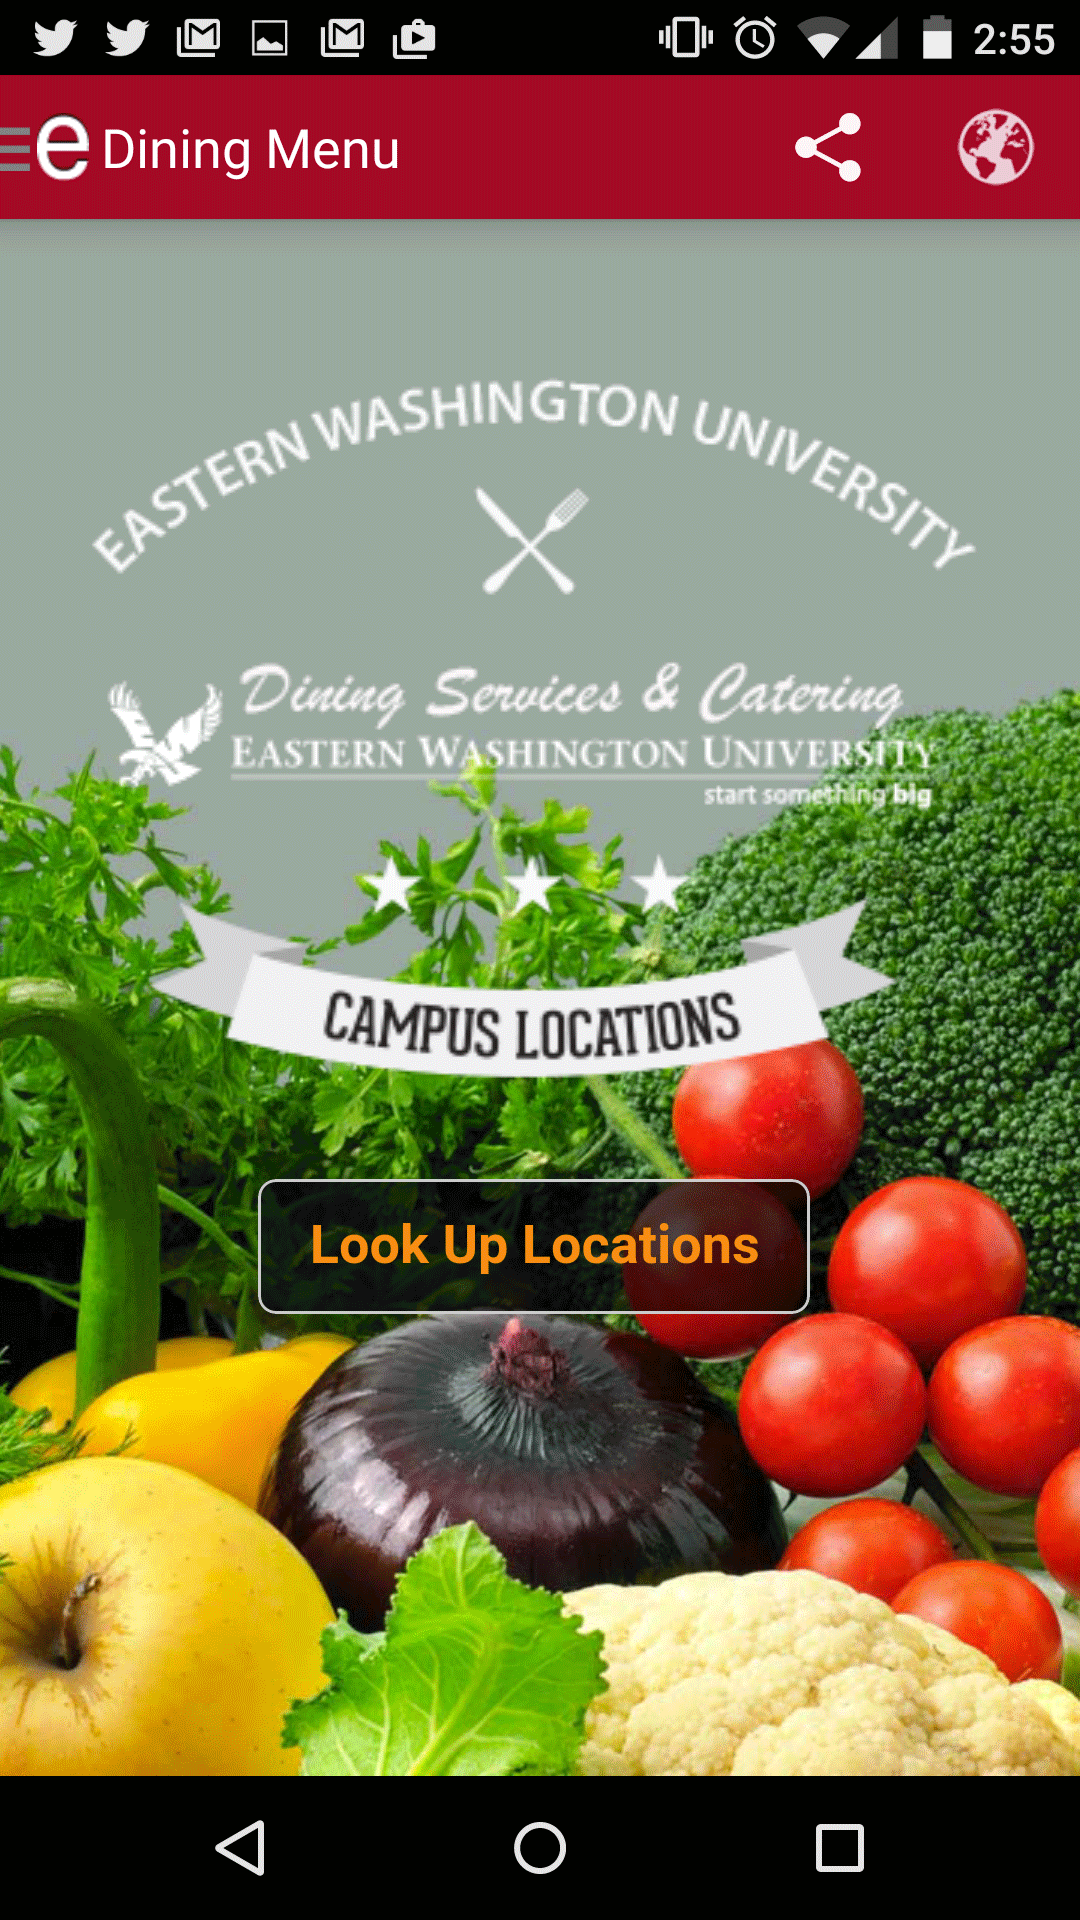 2:55
e Dining Menu
EASTERN WASHINGTON UNIVERSITY
Dining Services & Catering
EASTERN WASHINGTON UNIVERSITY
start something big
CAMPUS LOCATIONS
Look Up Locations